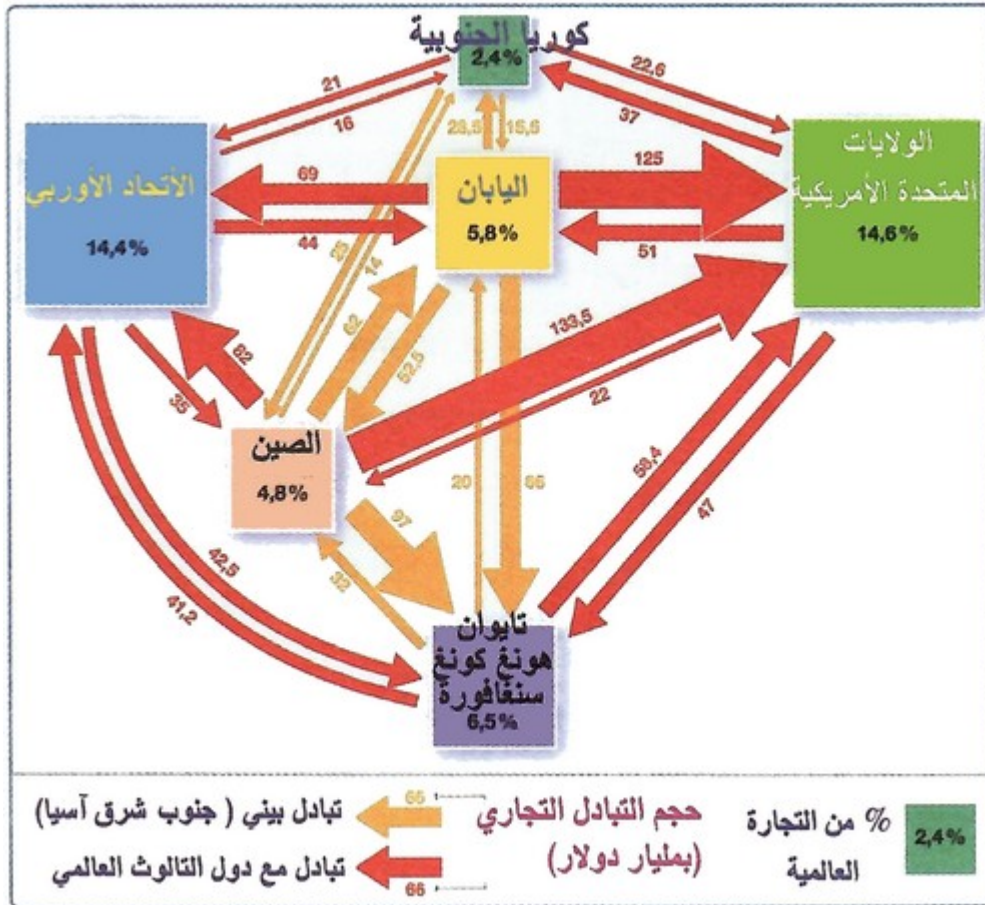 كوريا الجنوبية
2,4%
21
16
22,6
37
28,5
15,5
الأتحاد الأوربي
14,4%
69
44
اليابان
5,8%
125
51
الولايات
المتحدة الأمريكية
14,6%
25
14
62
52,5
133,5
22
82
35
الصين
4,8%
20
97
32
58,4
47
42,5
41,2
تايوان
هونغ كونغ
سنغافورة
6,5%
2,4%
% من التجارة
العالمية
حجم التبادل التجاري
(بمليار دولار)
تبادل بيني ( جنوب شرق آسيا)
تبادل مع دول التالوث العالمي
66